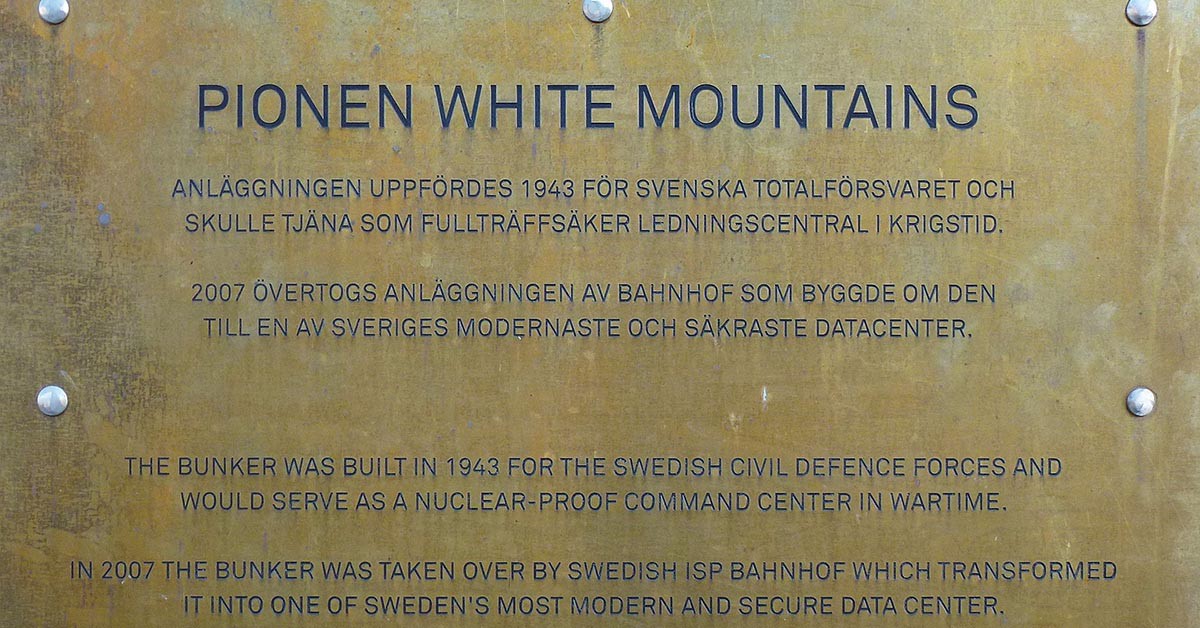 PIONEN WHITE MOUNTAINS
ANLÄGGNINGEN UPPFÖRDES 1943 FÖR SVENSKA TOTALFÖRSVARET OCH
SKULLE TJÄNA SOM FULLTRÄFFSÄKER LEDNINGSCENTRAL I KRIGSTID.
2007 ÖVERTOGS ANLÄGGNINGEN AV BAHNHOF SOM BYGGDE OM DEN
TILL EN AV SVERIGES MODERNASTE OCH SÄKRASTE DATACENTER.
THE BUNKER WAS BUILT IN 1943 FOR THE SWEDISH CIVIL DEFENCE FORCES AND
WOULD SERVE AS A NUCLEAR-PROOF COMMAND CENTER IN WARTIME.
IN 2007 THE BUNKER WAS TAKEN OVER BY SWEDISH ISP BAHNHOF WHICH TRANSFORMED
IT INTO ONE OF SWEDEN'S MOST MODERN AND SECURE DATA CENTER.